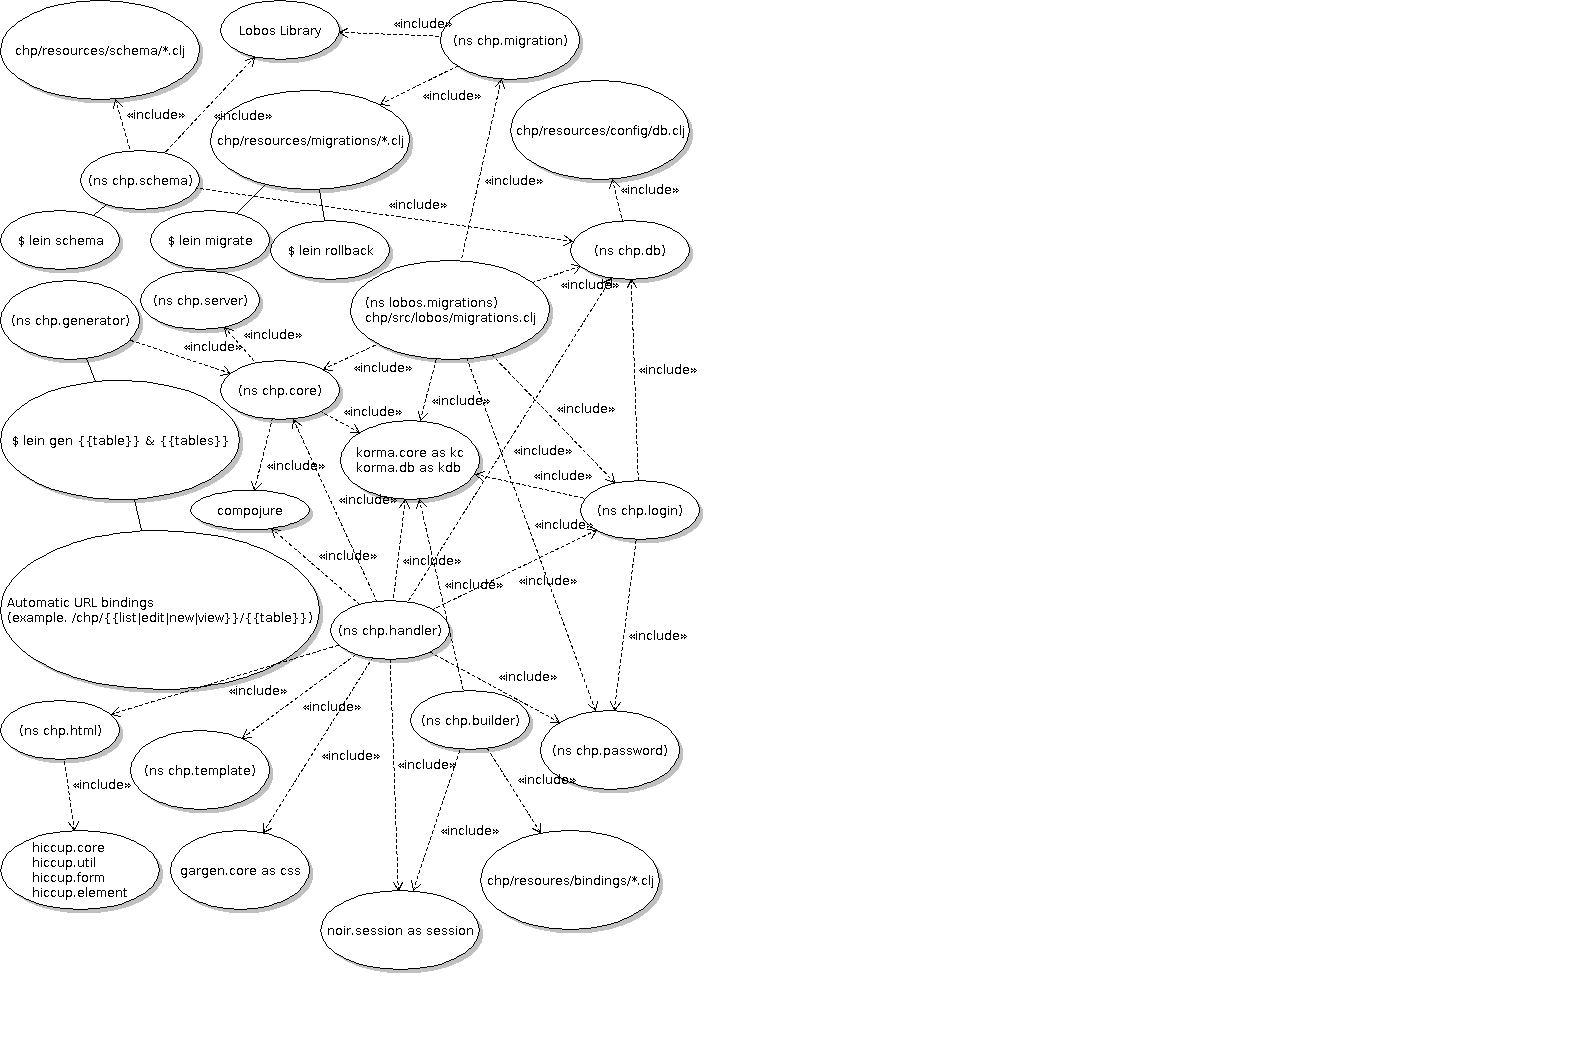 «include»
Lobos Library
(ns chp.migration)
chp/resources/schema/*.clj
«include»
«include»
«include»
chp/resources/config/db.clj
chp/resources/migrations/*.clj
(ns chp.schema)
«include»
«include»
«include»
$ lein schema
$ lein migrate
$ lein rollback
(ns chp.db)
«include»
(ns chp.server)
(ns lobos.migrations)
chp/src/lobos/migrations.clj
(ns chp.generator)
«include»
«include»
«include»
«include»
(ns chp.core)
«include»
«include»
«include»
$ lein gen {{table}} & {{tables}}
«include»
korma.core as kc
korma.db as kdb
«include»
«include»
«include»
compojure
(ns chp.login)
«include»
«include»
«include»
«include»
«include»
Automatic URL bindings
(example. /chp/{{list|edit|new|view}}/{{table}})
(ns chp.handler)
«include»
«include»
«include»
«include»
(ns chp.html)
(ns chp.builder)
(ns chp.password)
«include»
«include»
(ns chp.template)
«include»
«include»
«include»
hiccup.core
hiccup.util
hiccup.form
hiccup.element
gargen.core as css
chp/resoures/bindings/*.clj
noir.session as session